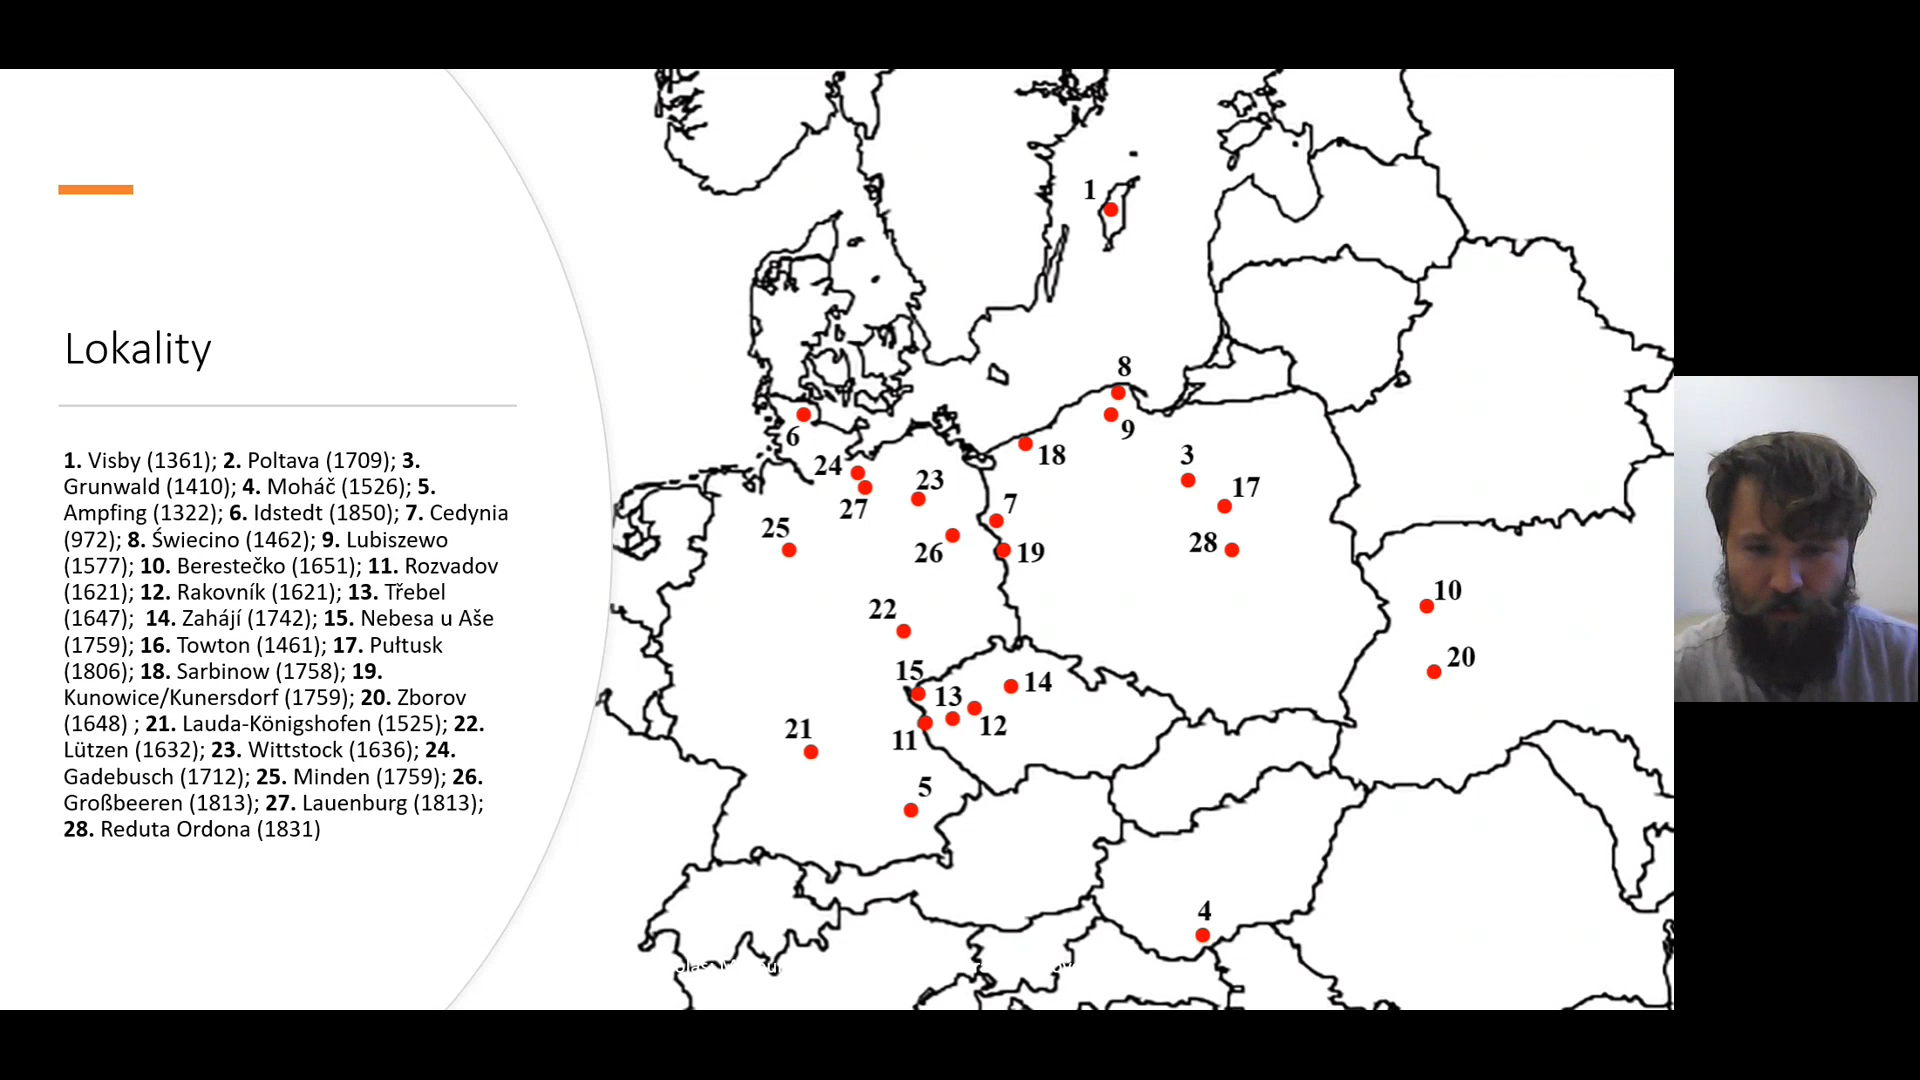 Lokality
1. Visby (1361); 2. Poltava (1709); 3.
Grunwald (1410); 4. Moháč (1526); 5.
Ampfing (1322); 6. Idstedt (1850); 7. Cedynia
(972); 8. Świecino (1462); 9. Lubiszewo
(1577); 10. Berestečko (1651); 11. Rozvadov
(1621); 12. Rakovník (1621); 13. Třebel
(1647); 14. Zahájí (1742); 15. Nebesa u Aše
(1759); 16. Towton (1461); 17. Pułtusk
(1806); 18. Sarbinow (1758); 19.
Kunowice/Kunersdorf (1759); 20. Zborov
(1648) ; 21. Lauda-Königshofen (1525); 22.
Lützen (1632); 23. Wittstock (1636); 24.
Gadebusch (1712); 25. Minden (1759); 26.
Großbeeren (1813); 27. Lauenburg (1813);
28. Reduta Ordona (1831)
1
8
9
6
18
3
24
23
17
27
7
25
28
26
19
10
22
20
15
14
13
12
21
11
5
4